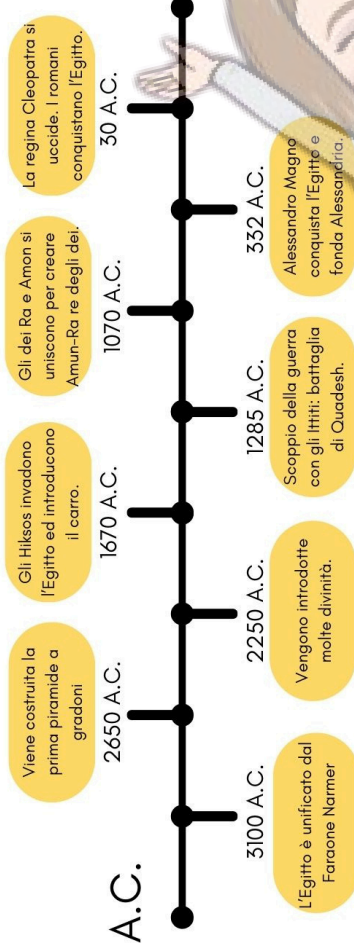 A.C.
3100 A.C.
L'Egitto è unificato dal
Faraone Narmer
Viene costruita la
prima piramide a
gradoni
2650 A.C.
2250 A.C.
Vengono introdotte
molte divinità.
Gli Hiksos invadono
l'Egitto ed introducono
il carro.
1670 A.C.
1285 A.C.
Scoppio della guerra
con gli Ittiti: battaglia
di Quadesh.
Gli dei Ra e Amon si
uniscono per creare
Amun-Ra re degli dei.
1070 A.C.
332 A.C.
Alessandro Magno
conquista l'Egitto e
fonda Alessandria.
La regina Cleopatra si
uccide. I romani
conquistano l'Egitto.
30 A.C.